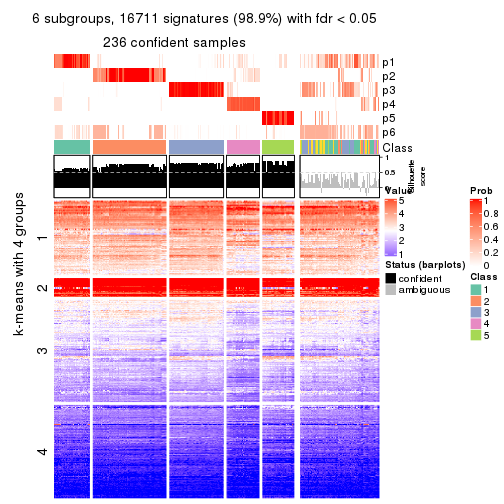 6 subgroups, 16711 signatures (98.9%) with fdr < 0.05
236 confident samples
p1
p2
p3
p4
p5
p6
Class
1
0.5
0
Silhouette
score
k-means with 4 groups
1
2
3
4
Value
5
4
3
2
1
Status (barplots)
confident
ambiguous
Prob
1
0.8
0.6
0.4
0.2
0
Class
1
2
3
4
5